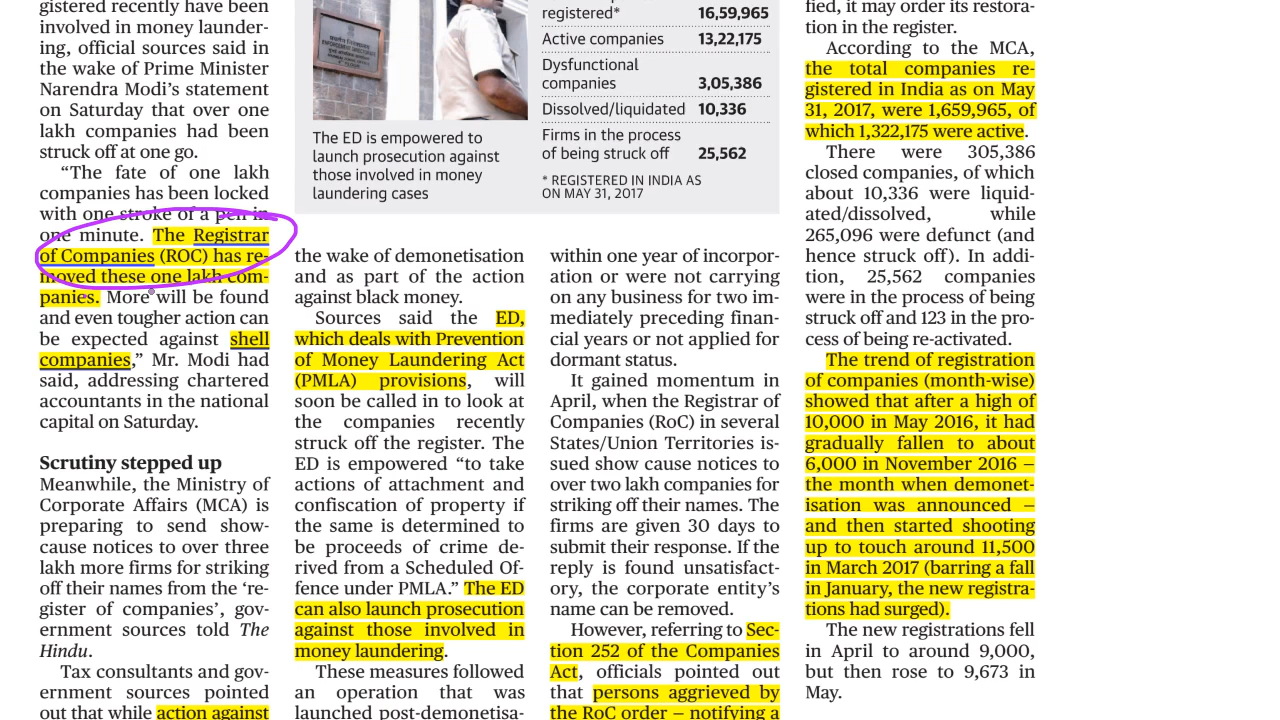 gistered recently have been
involved in money launder-
ing, official sources said in
the wake of Prime Minister
Narendra Modi's statement
on Saturday that over one
lakh companies had been
struck off at one go.
“The fate of one lakh
companies has been locked
with one stroke of a pen in
one minute. The Registrar
of Companies (ROC) has re-
moved these one lakh com-
panies. More will be found
and even tougher action can
be expected against shell
companies,” Mr. Modi had
said, addressing chartered
accountants in the national
capital on Saturday.
Scrutiny stepped up
Meanwhile, the Ministry of
Corporate Affairs (MCA) is
preparing to send show-
cause notices to over three
lakh more firms for striking
off their names from the ‘re-
gister of companies’, gov-
ernment sources told The
Hindu.
Tax consultants and gov-
ernment sources pointed
out that while action against
The ED is empowered to
launch prosecution against
those involved in money
laundering cases
registered* 16,59,965
Active companies 13,22,175
Dysfunctional
companies 3,05,386
Dissolved/liquidated 10,336
Firms in the process
of being struck off 25,562
* REGISTERED IN INDIA AS
ON MAY 31, 2017
the wake of demonetisation
and as part of the action
against black money.
Sources said the ED,
which deals with Prevention
of Money Laundering Act
(PMLA) provisions, will
soon be called in to look at
the companies recently
struck off the register. The
ED is empowered “to take
actions of attachment and
confiscation of property if
the same is determined to
be proceeds of crime de-
rived from a Scheduled Of-
fence under PMLA.” The ED
can also launch prosecution
against those involved in
money laundering.
These measures followed
an operation that was
launched post-demonetisa-
within one year of incorpor-
ation or were not carrying
on any business for two im-
mediately preceding finan-
cial years or not applied for
dormant status.
It gained momentum in
April, when the Registrar of
Companies (RoC) in several
States/Union Territories is-
sued show cause notices to
over two lakh companies for
striking off their names. The
firms are given 30 days to
submit their response. If the
reply is found unsatisfact-
ory, the corporate entity's
name can be removed.
However, referring to Sec-
tion 252 of the Companies
Act, officials pointed out
that persons aggrieved by
the RoC order – notifying a
fied, it may order its restora-
tion in the register.
According to the MCA,
the total companies re-
gistered in India as on May
31, 2017, were 1,659,965, of
which 1,322,175 were active.
There were 305,386
closed companies, of which
about 10,336 were liquid-
ated/dissolved, while
265,096 were defunct (and
hence struck off). In addi-
tion, 25,562 companies
were in the process of being
struck off and 123 in the pro-
cess of being re-activated.
The trend of registration
of companies (month-wise)
showed that after a high of
10,000 in May 2016, it had
gradually fallen to about
6,000 in November 2016 –
the month when demonet-
isation was announced –
and then started shooting
up to touch around 11,500
in March 2017 (barring a fall
in January, the new registra-
tions had surged).
The new registrations fell
in April to around 9,000,
but then rose to 9,673 in
May.